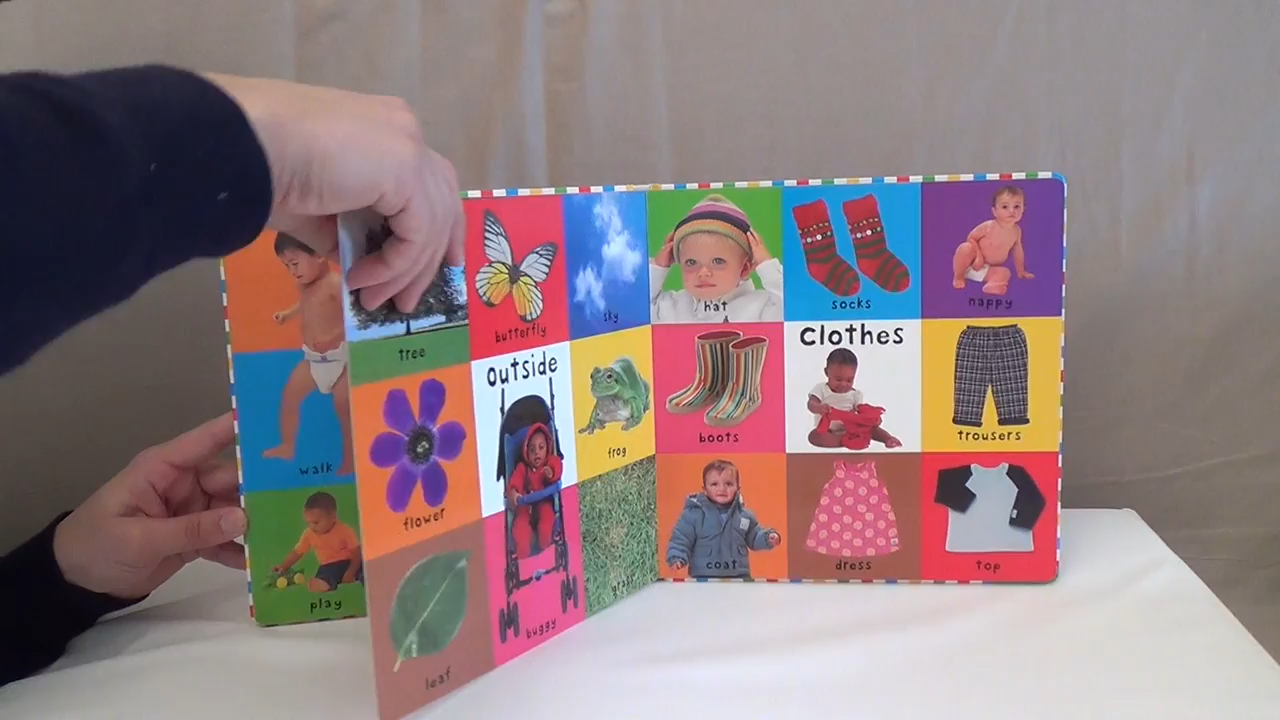 walk
play
tree
butterfly
sky
outside
flower
frog
leaf
buggy
grass
hat
socks
nappy
Clothes
boots
trousers
coat
dress
top